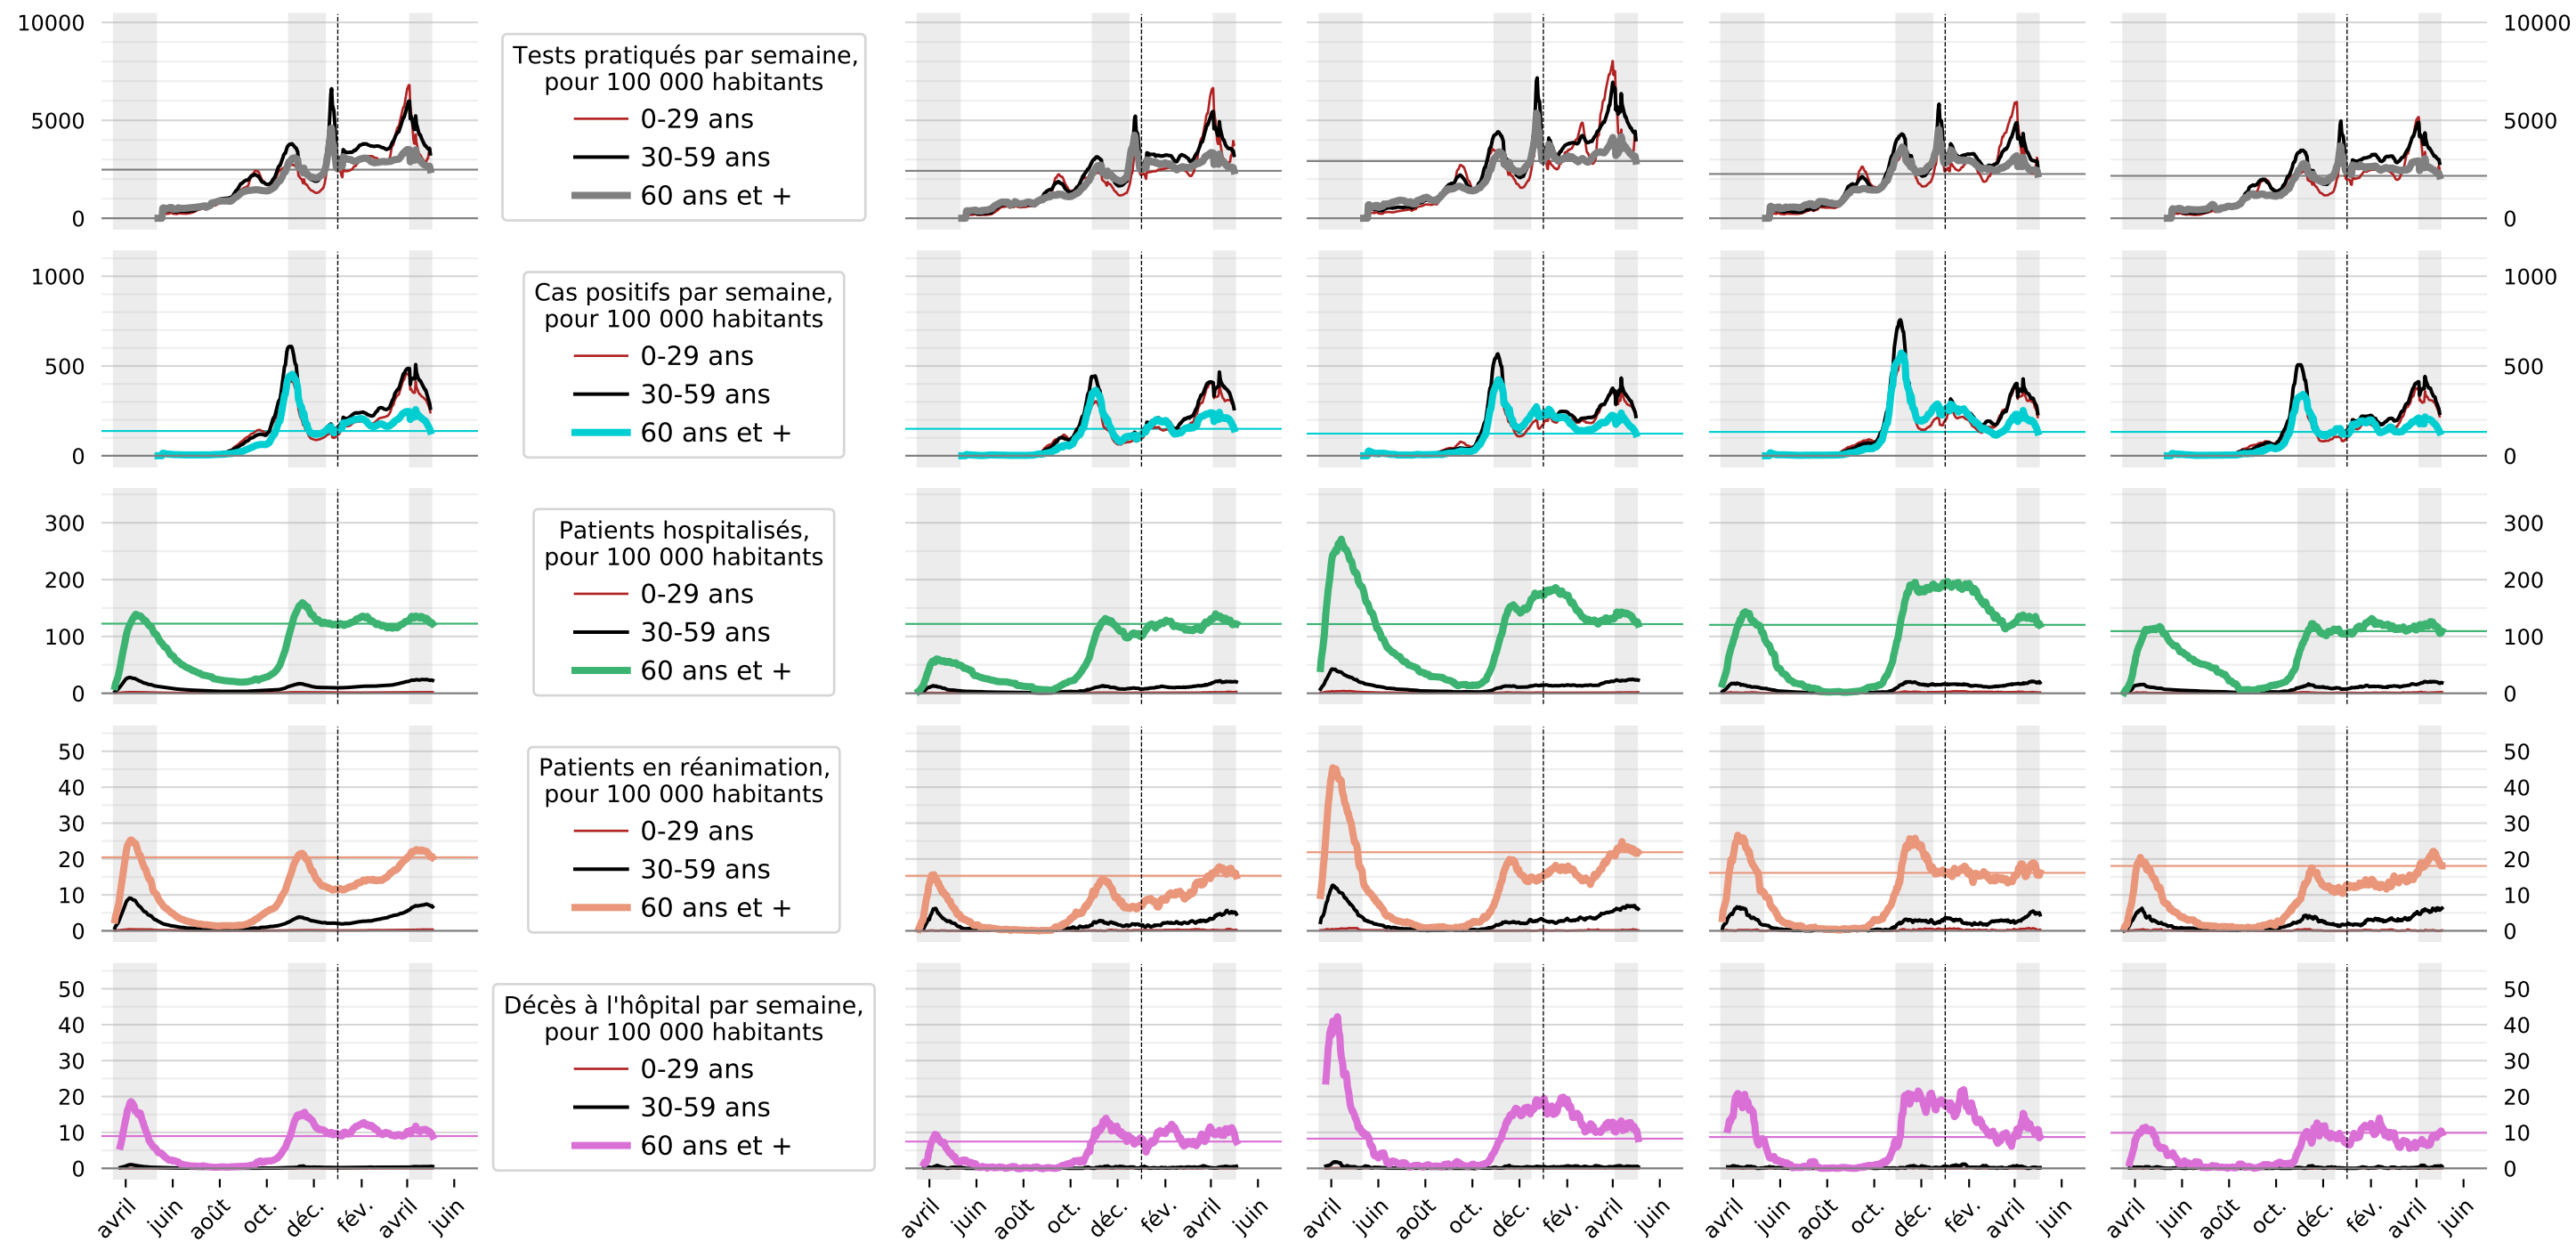 10000
5000
0
Tests pratiqués par semaine,
pour 100 000 habitants
0-29 ans
30-59 ans
60 ans et +
10000
5000
0
1000
500
0
Cas positifs par semaine,
pour 100 000 habitants
0-29 ans
30-59 ans
60 ans et +
1000
500
0
300
200
100
0
Patients hospitalisés,
pour 100 000 habitants
0-29 ans
30-59 ans
60 ans et +
300
200
100
0
50
40
30
20
10
0
Patients en réanimation,
pour 100 000 habitants
0-29 ans
30-59 ans
60 ans et +
50
40
30
20
10
0
50
40
30
20
10
0
Décès à l'hôpital par semaine,
pour 100 000 habitants
0-29 ans
30-59 ans
60 ans et +
50
40
30
20
10
0
avril juin août oct. déc. fév. avril juin
avril juin août oct. déc. fév. avril juin
avril juin août oct. déc. fév. avril juin
avril juin août oct. déc. fév. avril juin
avril juin août oct. déc. fév. avril juin